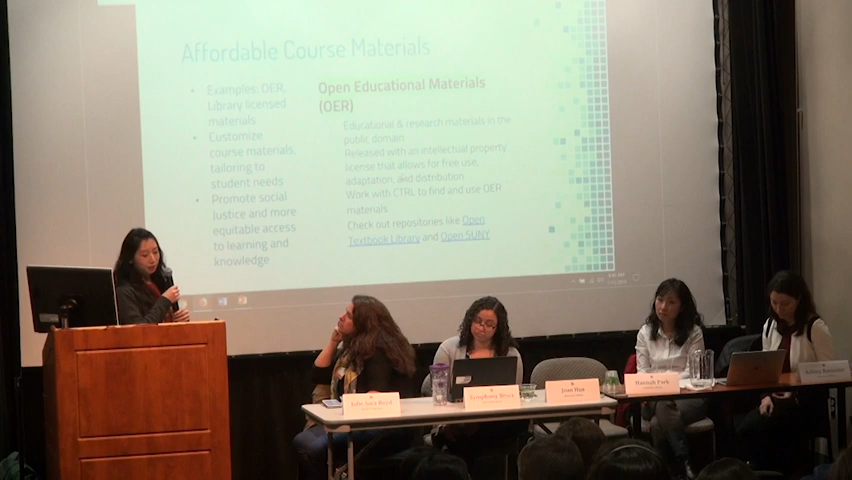 Affordable Course Materials
• Examples: OER,
Library licensed
materials
• Customize
course materials,
tailoring to
student needs
• Promote social
Justice and more
equitable access
to learning and
knowledge
Open Educational Materials
(OER)
Educational & research materials in the
public domain
Released with an intellectual property
license that allows for free use,
adaptation, and distribution
Work with CTRL to find and use OER
materials
Check out repositories like Open
Textbook Library and Open SUNY
Joan Hua
Hannah Park